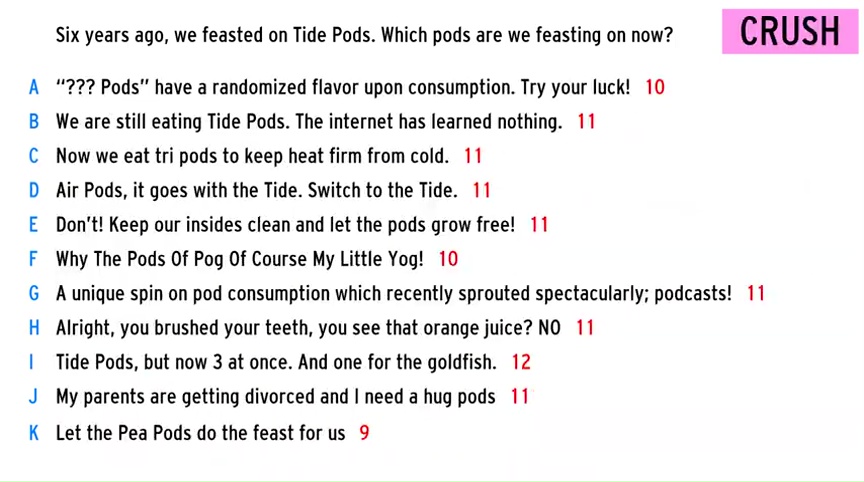 Six years ago, we feasted on Tide Pods. Which pods are we feasting on now?
CRUSH
A "??? Pods" have a randomized flavor upon consumption. Try your luck! 10
B We are still eating Tide Pods. The internet has learned nothing. 11
C Now we eat tri pods to keep heat firm from cold. 11
D Air Pods, it goes with the Tide. Switch to the Tide. 11
E Don't! Keep our insides clean and let the pods grow free! 11
F Why The Pods Of Pog Of Course My Little Yog! 10
G A unique spin on pod consumption which recently sprouted spectacularly; podcasts! 11
H Alright, you brushed your teeth, you see that orange juice? NO 11
I Tide Pods, but now 3 at once. And one for the goldfish. 12
J My parents are getting divorced and I need a hug pods 11
K Let the Pea Pods do the feast for us 9